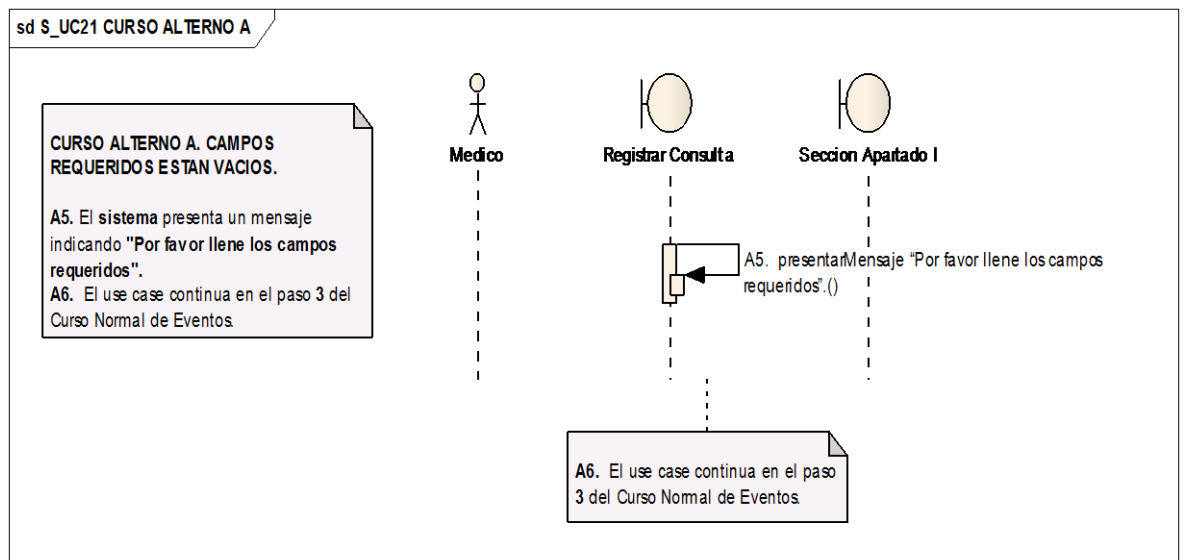 sd S_UC21 CURSO ALTERNO A
CURSO ALTERNO A. CAMPOS
REQUERIDOS ESTAN VACIOS.
A5. El sistema presenta un mensaje
indicando "Por favor llene los campos
requeridos".
A6. El use case continua en el paso 3 del
Curso Normal de Eventos.
Medico
Registrar Consulta
Seccion Apartado I
A5. presentarMensaje “Por favor llene los campos
requeridos”.()
A6. El use case continua en el paso
3 del Curso Normal de Eventos.